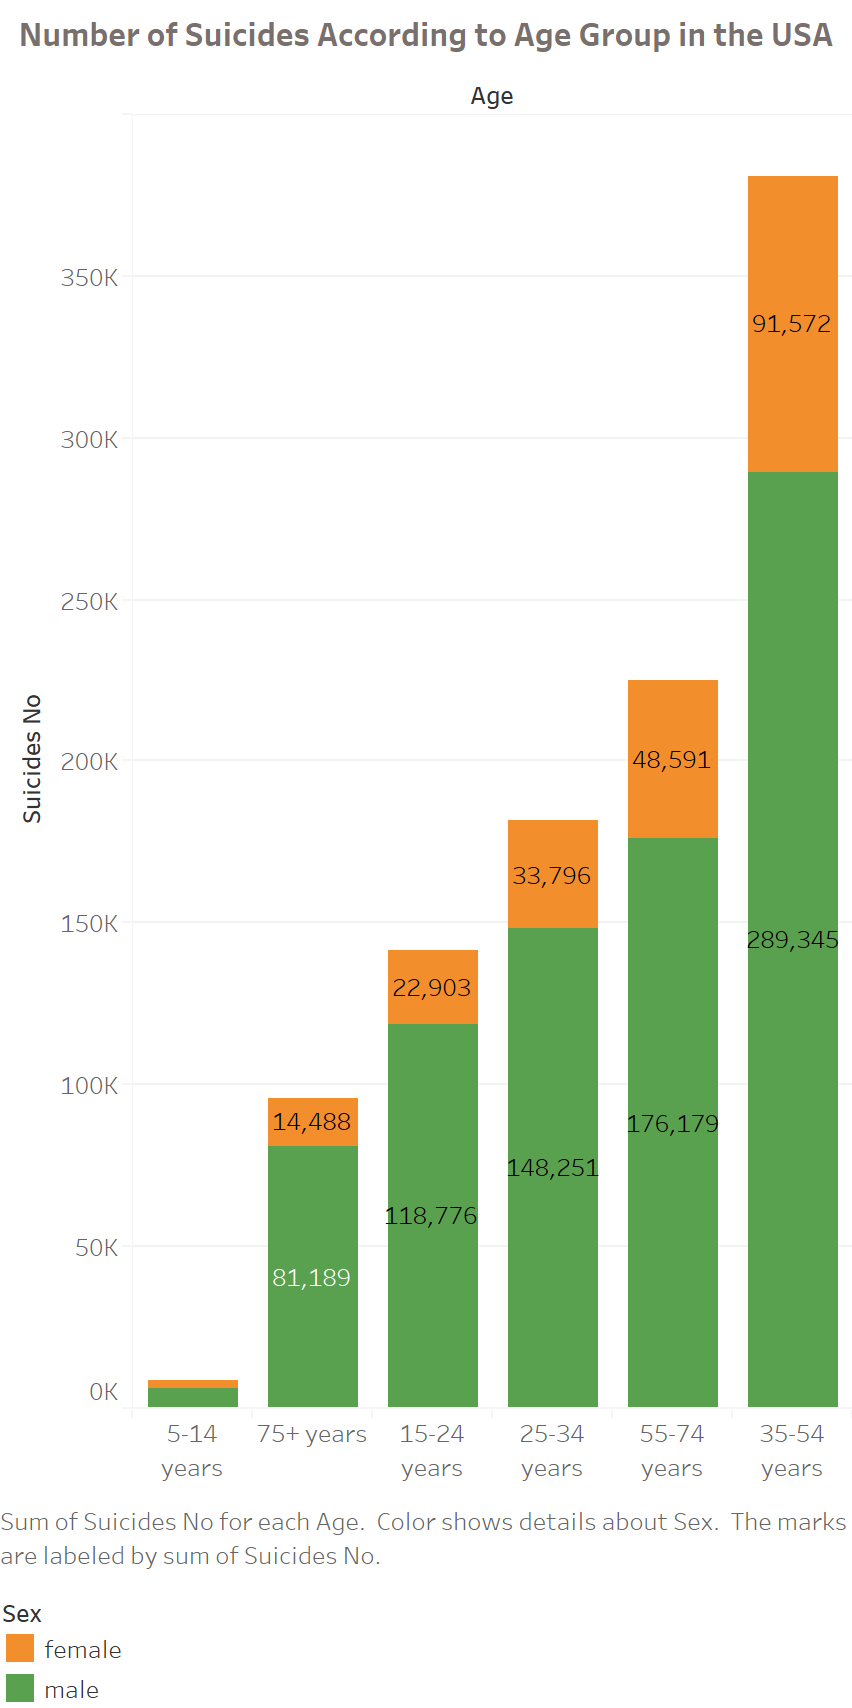 Number of Suicides According to Age Group in the USA
Age
350K
300K
250K
200K
150K
100K
50K
0K
Suicides No
91,572
289,345
48,591
176,179
33,796
148,251
22,903
118,776
14,488
81,189
5-14
years
75+ years
15-24
years
25-34
years
55-74
years
35-54
years
Sum of Suicides No for each Age. Color shows details about Sex. The marks
are labeled by sum of Suicides No.
Sex
female
male